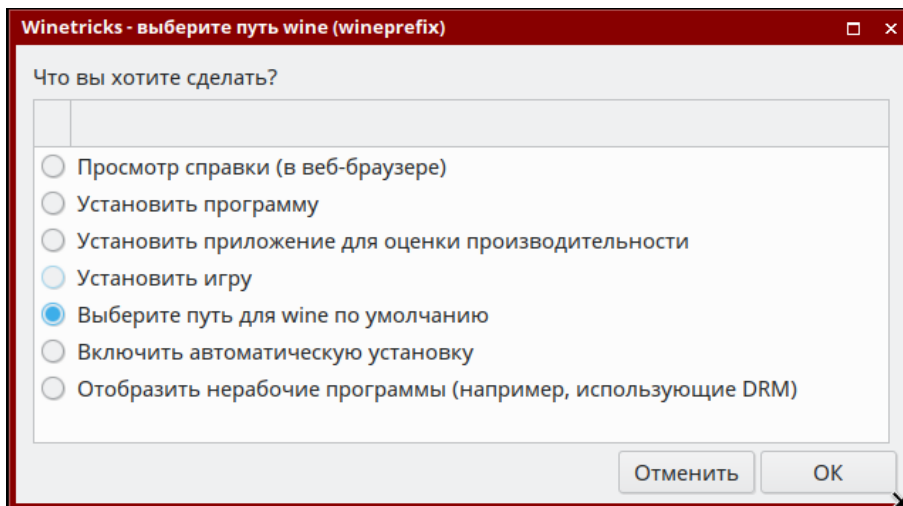 Winetricks - выберите путь wine (wineprefix)
Что вы хотите сделать?
Просмотр справки (в веб-браузере)
Установить программу
Установить приложение для оценки производительности
Установить игру
Выберите путь для wine по умолчанию
Включить автоматическую установку
Отобразить нерабочие программы (например, использующие DRM)
Отменить ОК